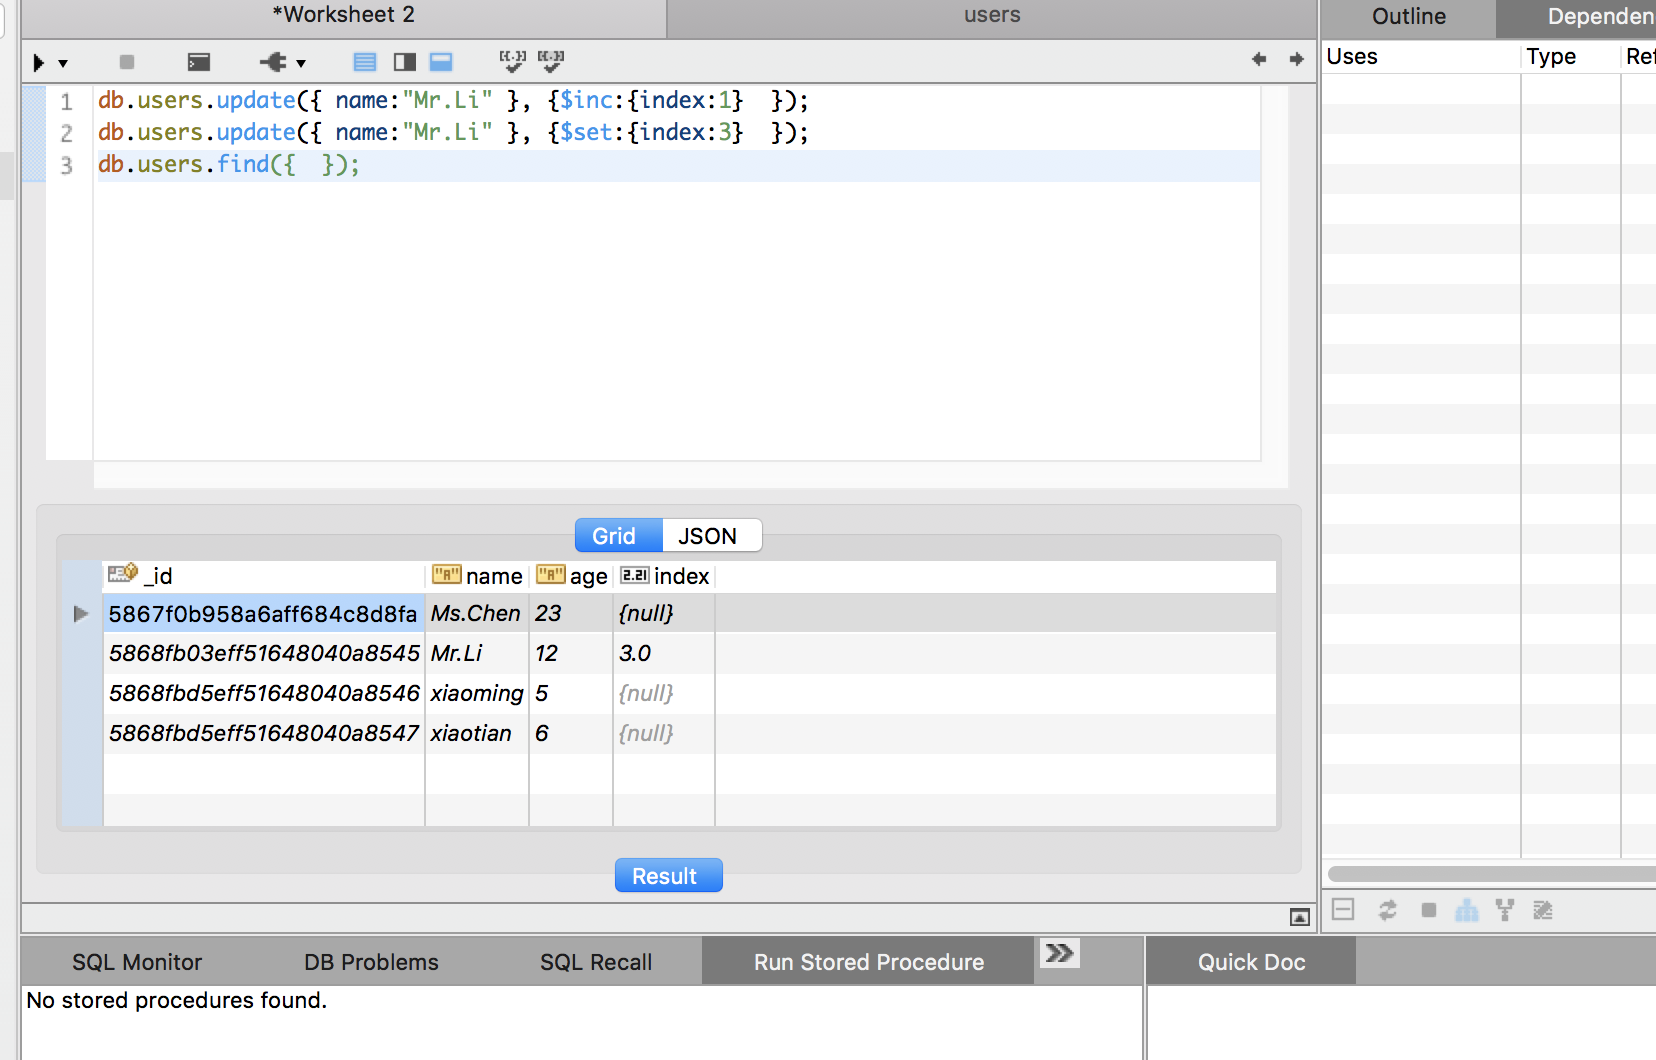 *Worksheet 2
users
Outline
Dependen
Uses
Type
Ref
1 db.users.update({ name:"Mr.Li" }, {$inc:{index:1}  });
2 db.users.update({ name:"Mr.Li" }, {$set:{index:3}  });
3 db.users.find({  });
Grid
JSON
_id "A" name "A" age 2.21 index
5867f0b958a6aff684c8d8fa Ms.Chen 23 {null}
5868fb03eff51648040a8545 Mr.Li 12 3.0
5868fbd5eff51648040a8546 xiaoming 5 {null}
5868fbd5eff51648040a8547 xiaotian 6 {null}
Result
SQL Monitor
DB Problems
SQL Recall
Run Stored Procedure
Quick Doc
No stored procedures found.